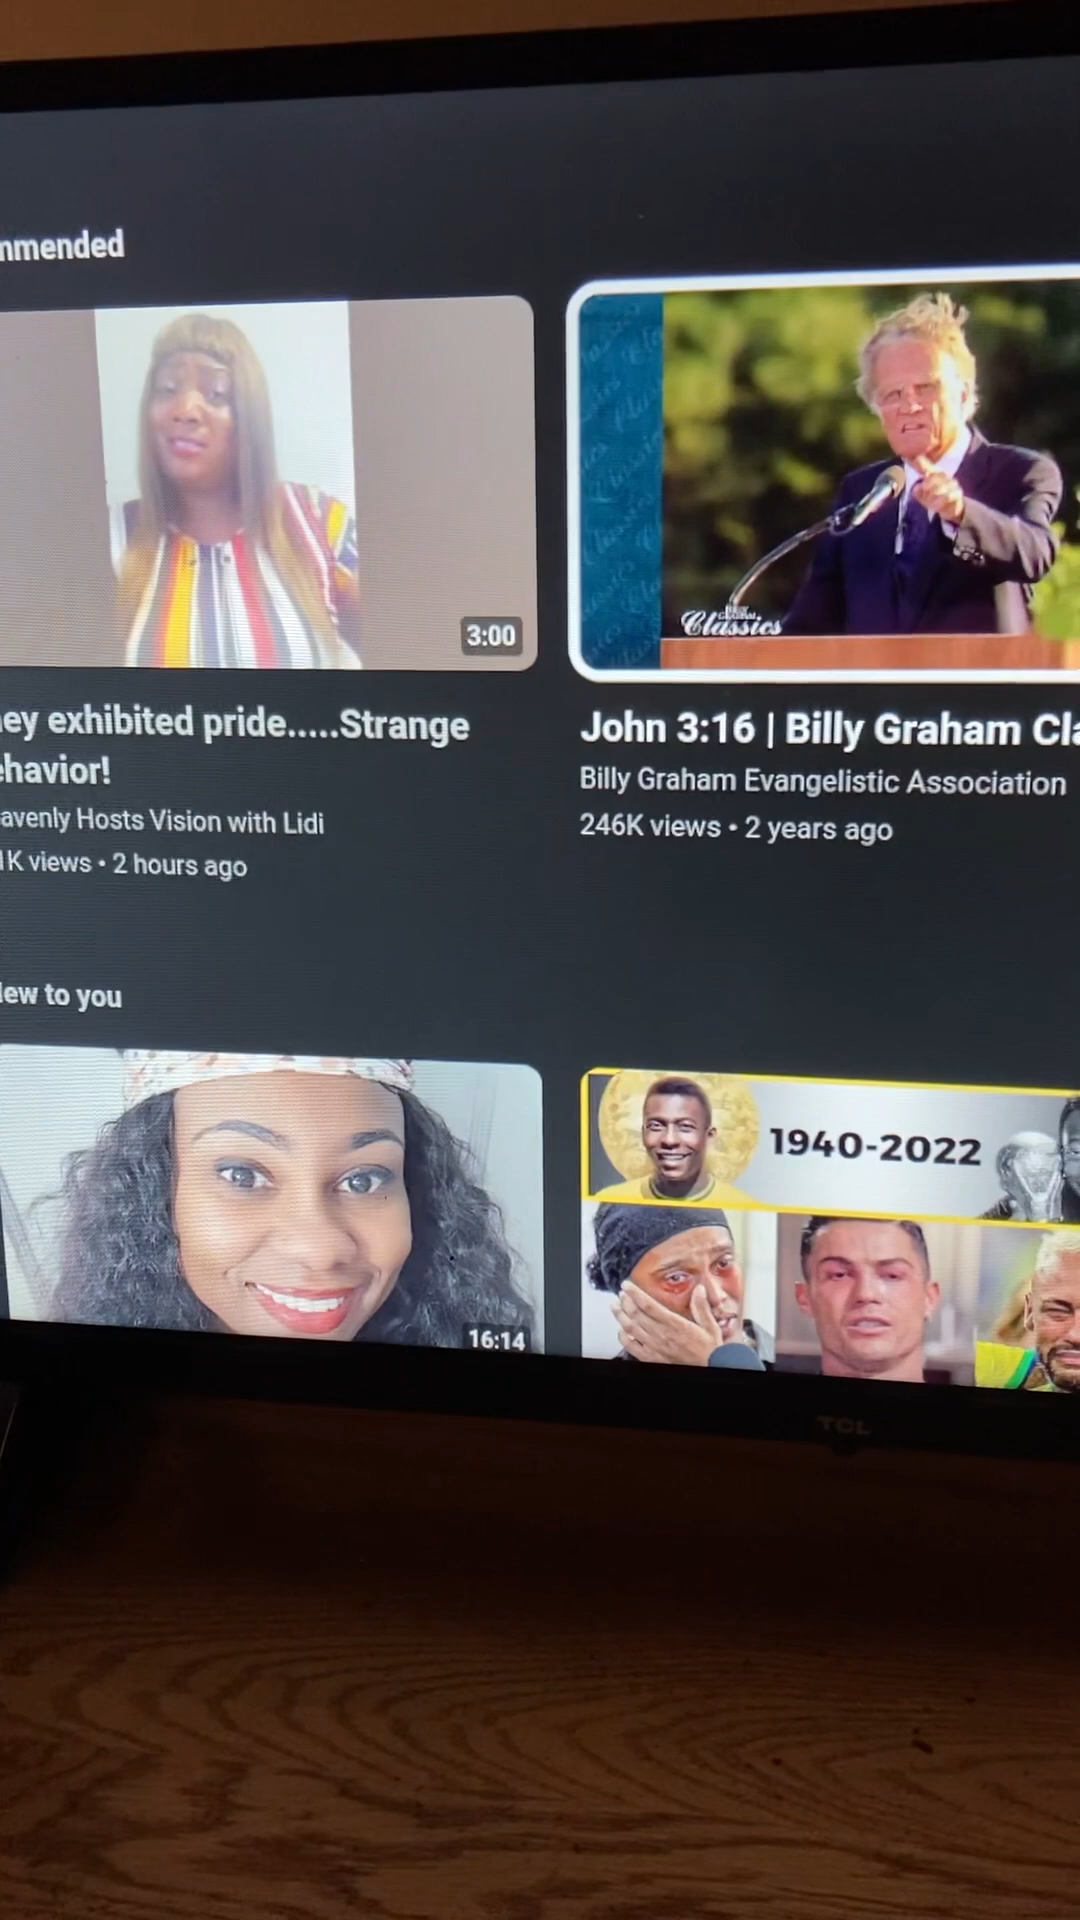 mmended
3:00
Classics
ey exhibited pride.....Strange
ehavior!
avenly Hosts Vision with Lidi
1K views • 2 hours ago
John 3:16 | Billy Graham Cla
Billy Graham Evangelistic Association
246K views • 2 years ago
lew to you
16:14
1940-2022
TCL